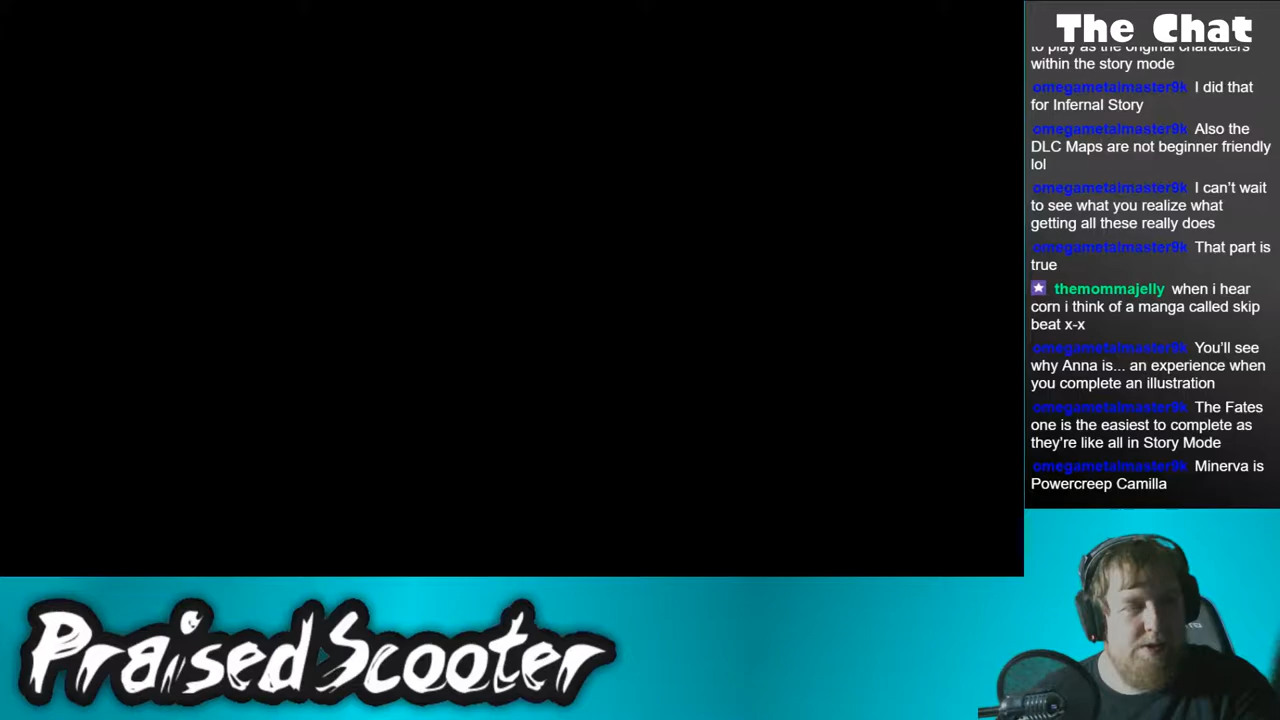 The Chat
to play as the original characters
within the story mode
omegametalmaster9k I did that
for Infernal Story
omegametalmaster9k Also the
DLC Maps are not beginner friendly
lol
omegametalmaster9k I can't wait
to see what you realize what
getting all these really does
omegametalmaster9k That part is
true
themommajelly when i hear
corn i think of a manga called skip
beat x-x
omegametalmaster9k You'll see
why Anna is... an experience when
you complete an illustration
omegametalmaster9k The Fates
one is the easiest to complete as
they're like all in Story Mode
omegametalmaster9k Minerva is
Powercreep Camilla
PraisedScooter